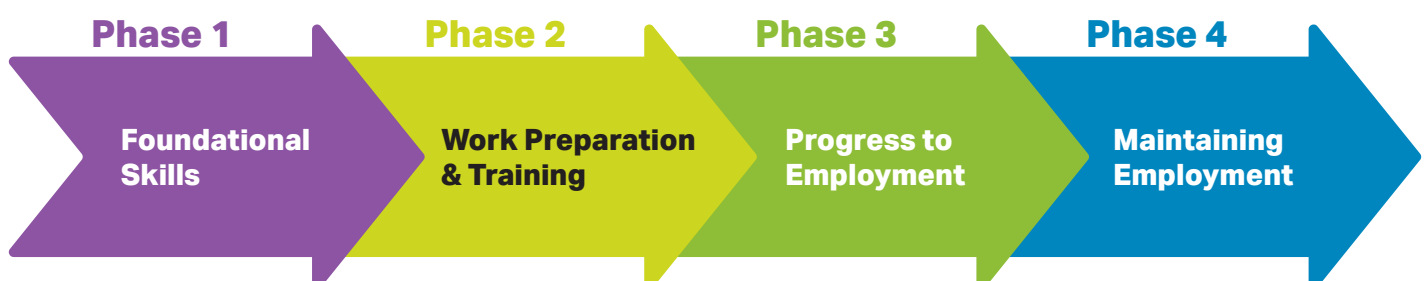 Phase 1
Foundational
Skills
Phase 2
Work Preparation
& Training
Phase 3
Progress to
Employment
Phase 4
Maintaining
Employment